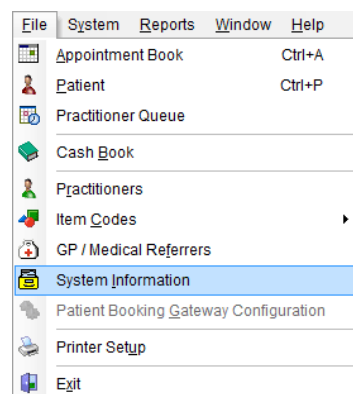 File System Reports Window Help
Appointment Book Ctrl+A
Patient Ctrl+P
Practitioner Queue
Cash Book
Practitioners
Item Codes
GP / Medical Referrers
System Information
Patient Booking Gateway Configuration
Printer Setup
Exit